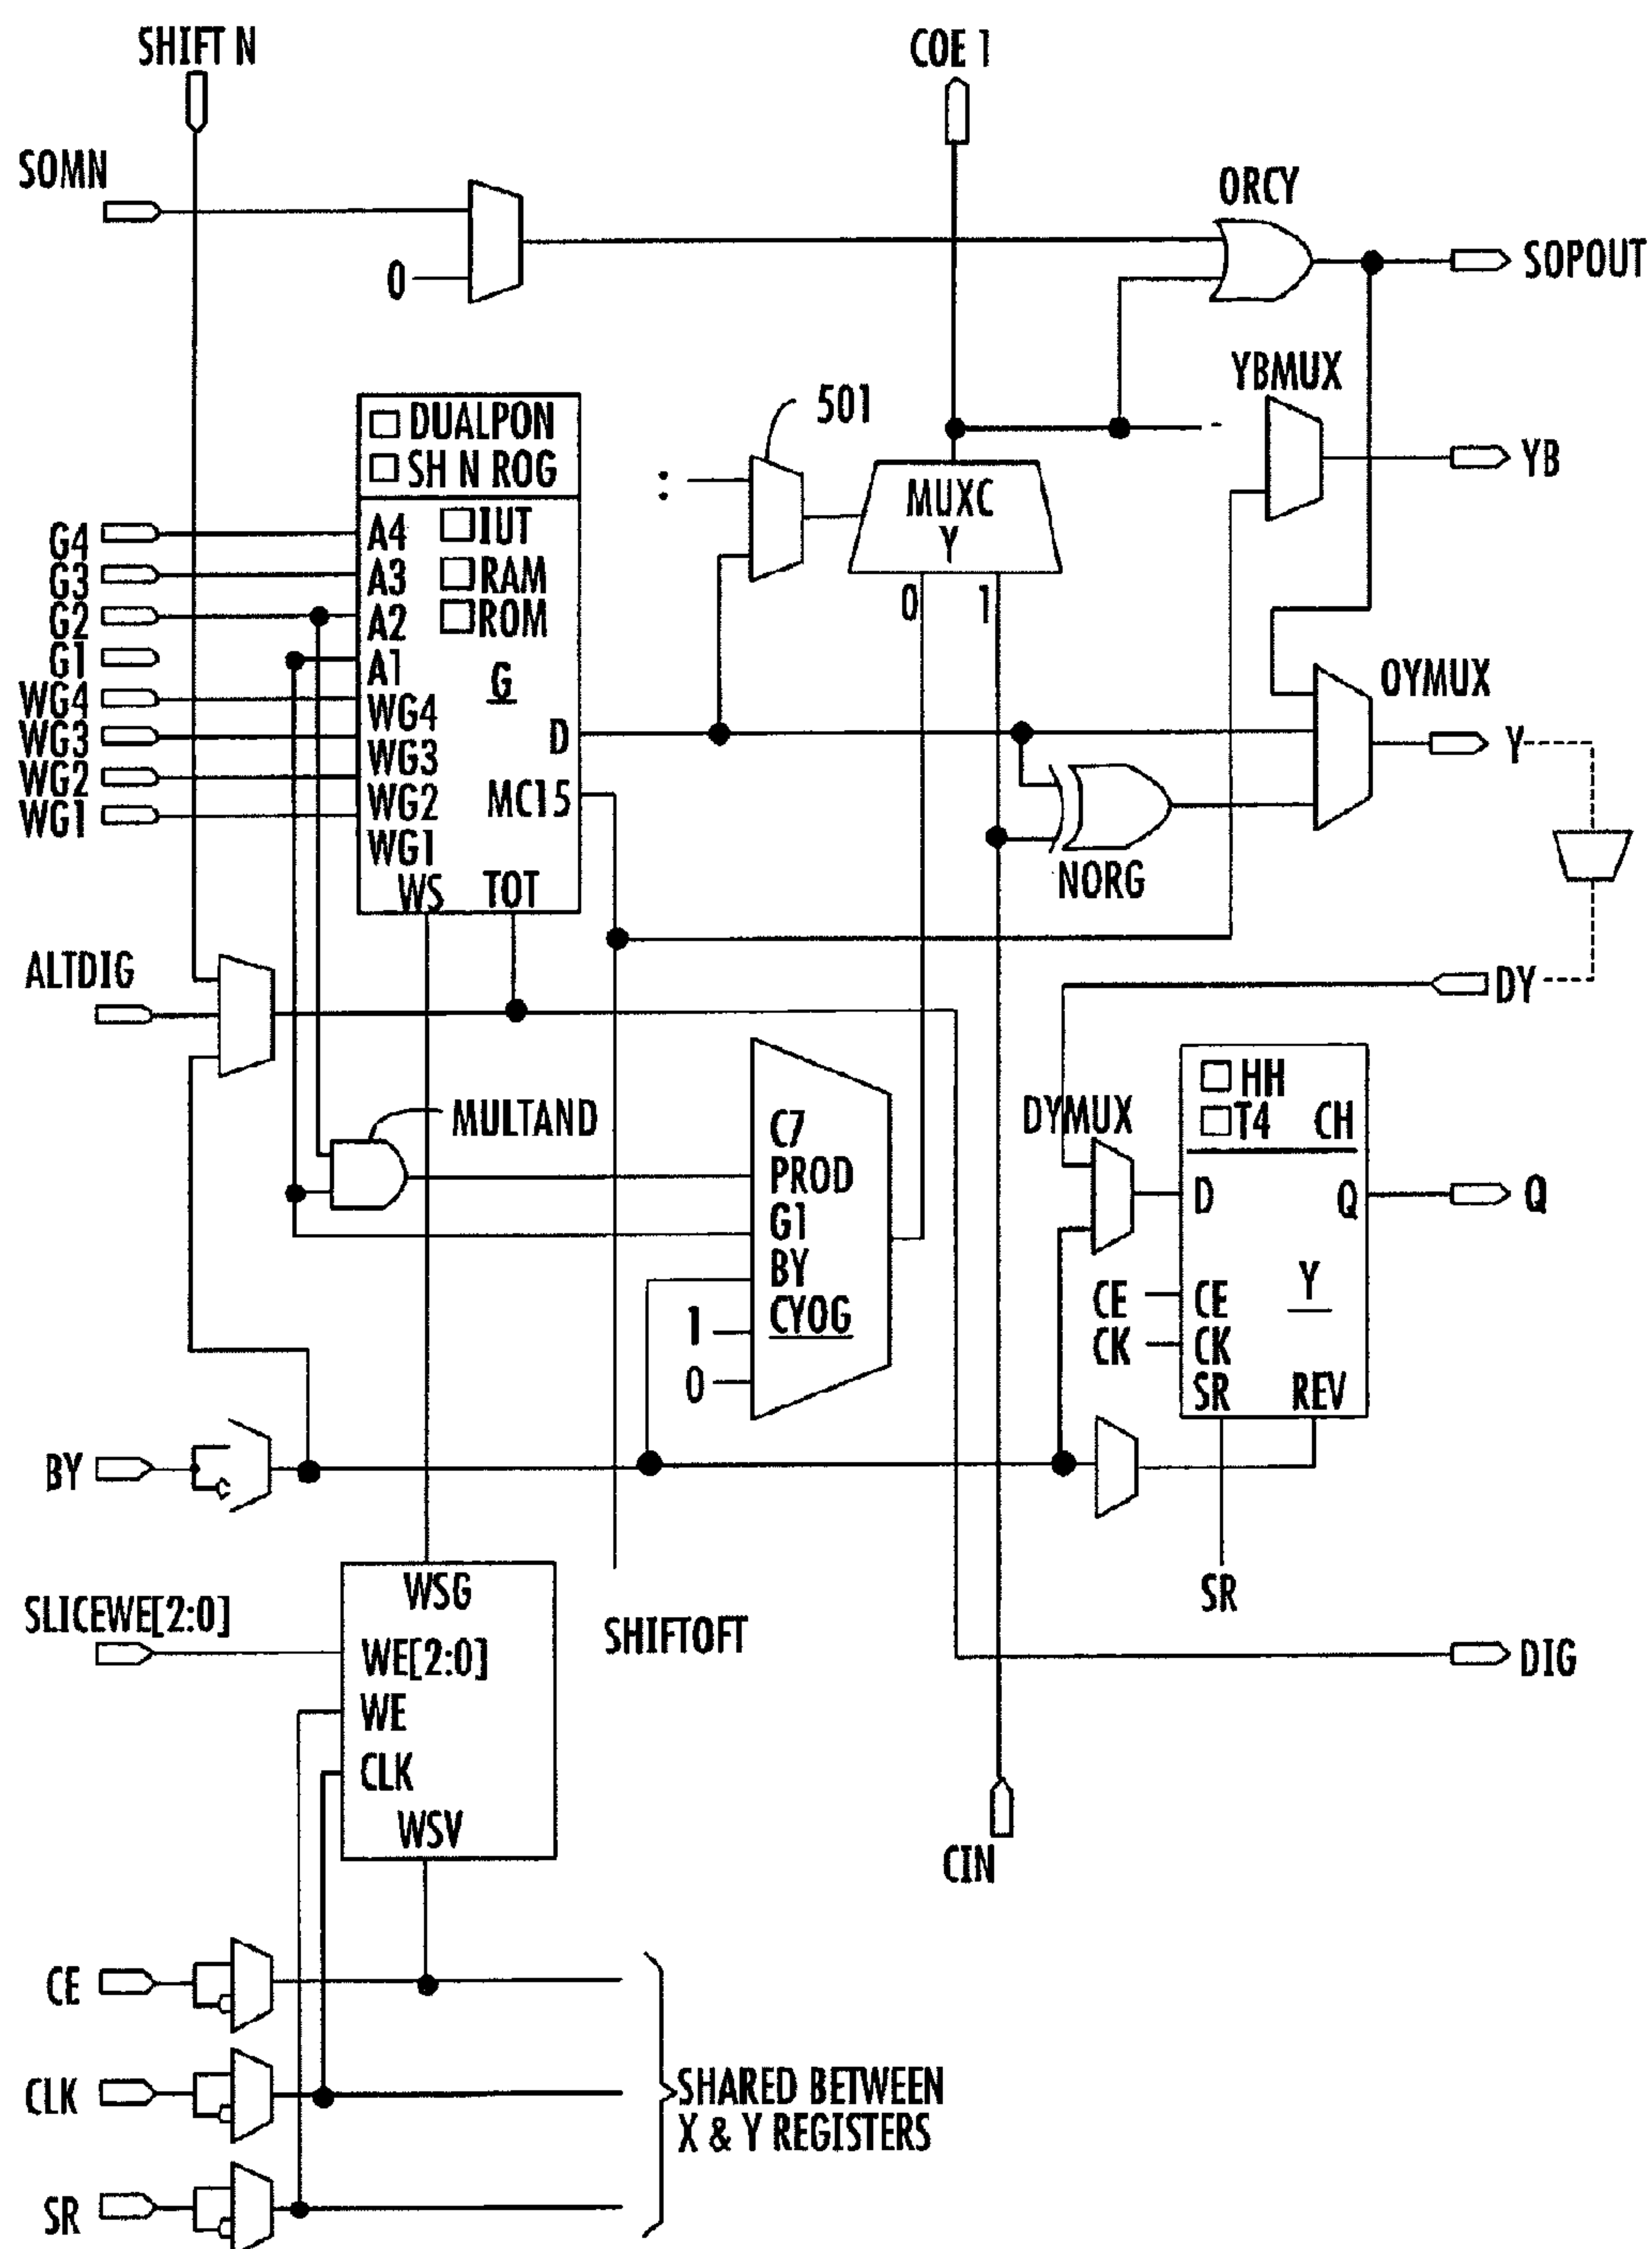 SHIFT N
COE 1
SOMN
ORCY
SOPOUT
0
YBMUX
501
YB
DUALPON
SH N ROG
MUXC
Y
0 1
G4
G3
G2
G1
WG4
WG3
WG2
WG1
A4
A3
A2
A1
WG4
WG3
WG2
WG1
IUT
RAM
ROM
G
D
MC15
WS TOT
OYMUX
Y
NORG
ALTDIG
DY
MULTAND
C7
PROD
G1
BY
CYOG
1
0
DYMUX
HH
T4 CH
D Q
Q
Y
CE CE
CK CK
SR REV
BY
SR
SLICEWE[2:0]
WSG
WE[2:0]
WE
CLK
WSV
SHIFTOFT
DIG
CIN
CE
CLK
SR
SHARED BETWEEN
X & Y REGISTERS